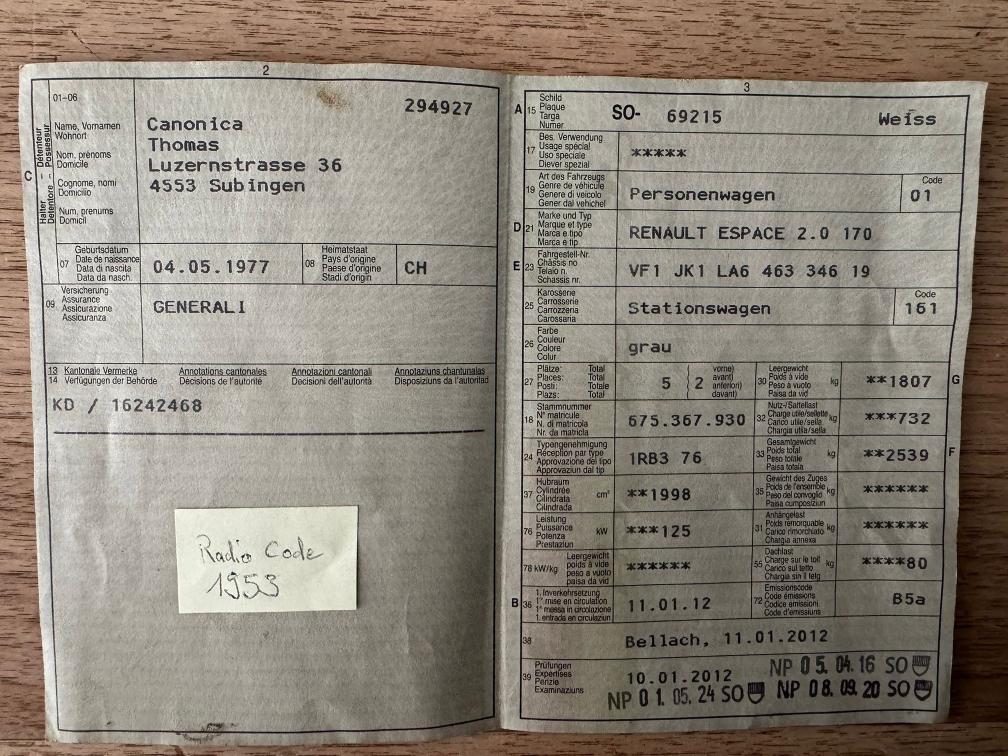 2
01-06
294927
C
Détenteur
Possessur
Halter
Detentore
Name, Vornamen
Wohnort
Nom, prénoms
Domicile
Cognome, nomi
Domicilio
Num, prenums
Domicil
Canonica
Thomas
Luzernstrasse 36
4553 Subingen
07
Geburtsdatum
Date de naissance
Data di nascita
Data da nasch.
04.05.1977
08
Heimatstaat
Pays d'origine
Paese d'origine
Stadi d'origin
CH
09
Versicherung
Assurance
Assicurazione
Assicuranza
GENERALI
13 Kantonale Vermerke Annotations cantonales Annotazioni cantonali Annotaziuns chantunalas
14 Verfügungen der Behörde Décisions de l'autorité Decisioni dell'autorità Disposiziuns da l'autoritad
KD / 16242468
Radio Code
1953
3
A 15
Schild
Plaque
Targa
Numer
SO- 69215 Weiss
17
Bes. Verwendung
Usage spécial
Uso speciale
Diever spezial
*****
19
Art des Fahrzeugs
Genre de véhicule
Genere di veicolo
Gener dal vehichel
Personenwagen
Code
01
D 21
Marke und Typ
Marque et type
Marca e tipo
Marca e tip
RENAULT ESPACE 2.0 170
E 23
Fahrgestell-Nr.
Châssis no
Telaio n.
Schassis nr.
VF1 JK1 LA6 463 346 19
25
Karosserie
Carrosserie
Carrozzeria
Carossaria
Stationswagen
Code
161
26
Farbe
Couleur
Colore
Colur
grau
27
Plätze: Total
Places: Total
Posti: Totale
Plazs: Total
5 { 2
vorne)
avant)
anteriori)
davant)
30
Leergewicht
Poids à vide
Peso a vuoto
Paisa da vid
kg
**1807
G
18
Stammnummer
N° matricule
N. di matricola
Nr. da matricla
675.367.930
32
Nutz-/Sattellast
Charge utile/sellette
Carico utile/sella
Chargia utila/sella
kg
***732
24
Typengenehmigung
Réception par type
Approvazione del tipo
Approvaziun dal tip
1RB3 76
33
Gesamtgewicht
Poids total
Peso totale
Paisa totala
kg
**2539
F
37
Hubraum
Cylindrée
Cilindrata
Cilindrada
cm³
**1998
35
Gewicht des Zuges
Poids de l'ensemble
Peso del convoglio
Paisa cumposiziun
kg
******
76
Leistung
Puissance
Potenza
Prestaziun
kW
***125
31
Anhängelast
Poids remorquable
Carico rimorchiato
Chargia annexa
kg
******
78 kW/kg
Leergewicht
poids à vide
peso a vuoto
paisa da vid
******
55
Dachlast
Charge sur le toit
Carico sul tetto
Chargia sin il tetg
kg
****80
B 36
1. Inverkehrsetzung
1re mise en circulation
1a messa in circolazione
1. entrada en circulaziun
11.01.12
72
Emissionscode
Code émissions
Codice emissioni
Code d'emissiuns
B5a
38
Bellach, 11.01.2012
39
Prüfungen
Expertises
Perizie
Examinaziuns
10.01.2012 NP 05. 04. 16 SO
NP 01. 05. 24 SO NP 08. 09. 20 SO